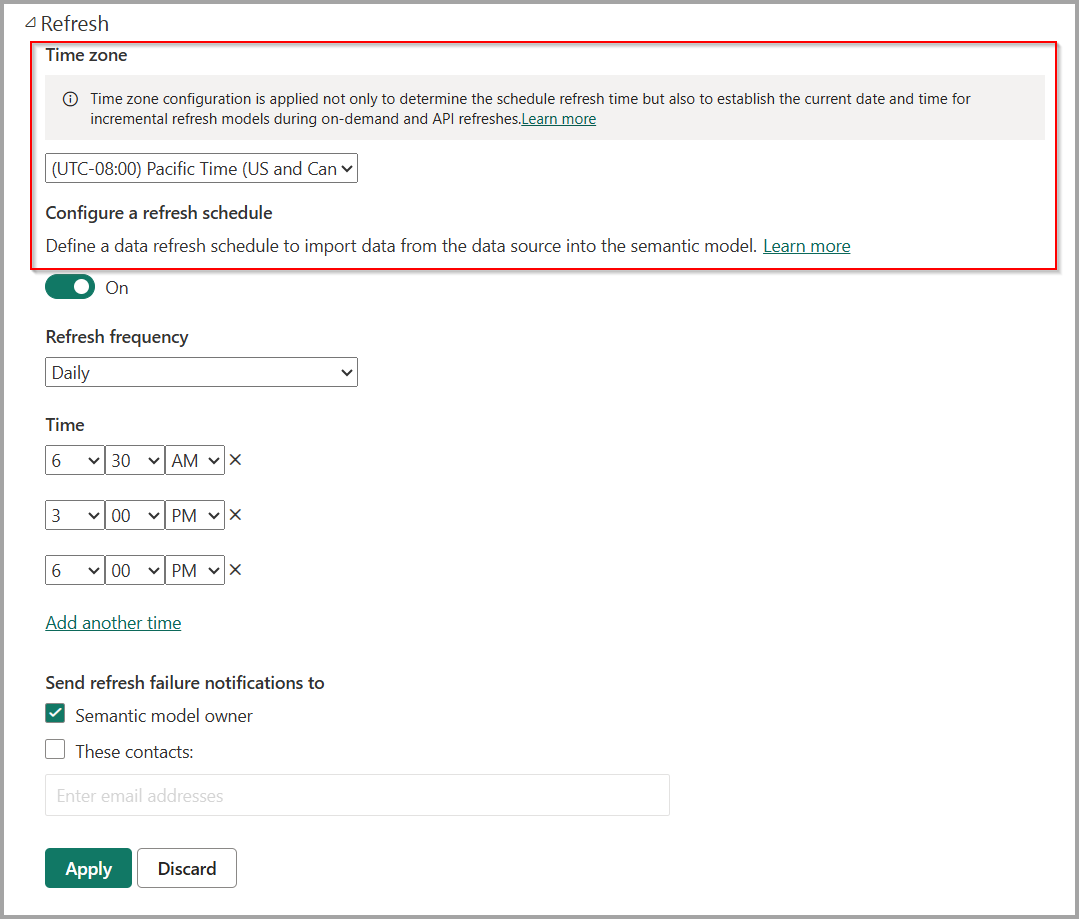 Refresh
Time zone
Time zone configuration is applied not only to determine the schedule refresh time but also to establish the current date and time for
incremental refresh models during on-demand and API refreshes.Learn more
(UTC-08:00) Pacific Time (US and Can
Configure a refresh schedule
Define a data refresh schedule to import data from the data source into the semantic model. Learn more
On
Refresh frequency
Daily
Time
6 30 AM
3 00 PM
6 00 PM
Add another time
Send refresh failure notifications to
Semantic model owner
These contacts:
Enter email addresses
Apply Discard